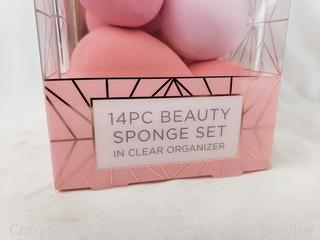 14PC BEAUTY
SPONGE SET
IN CLEAR ORGANIZER